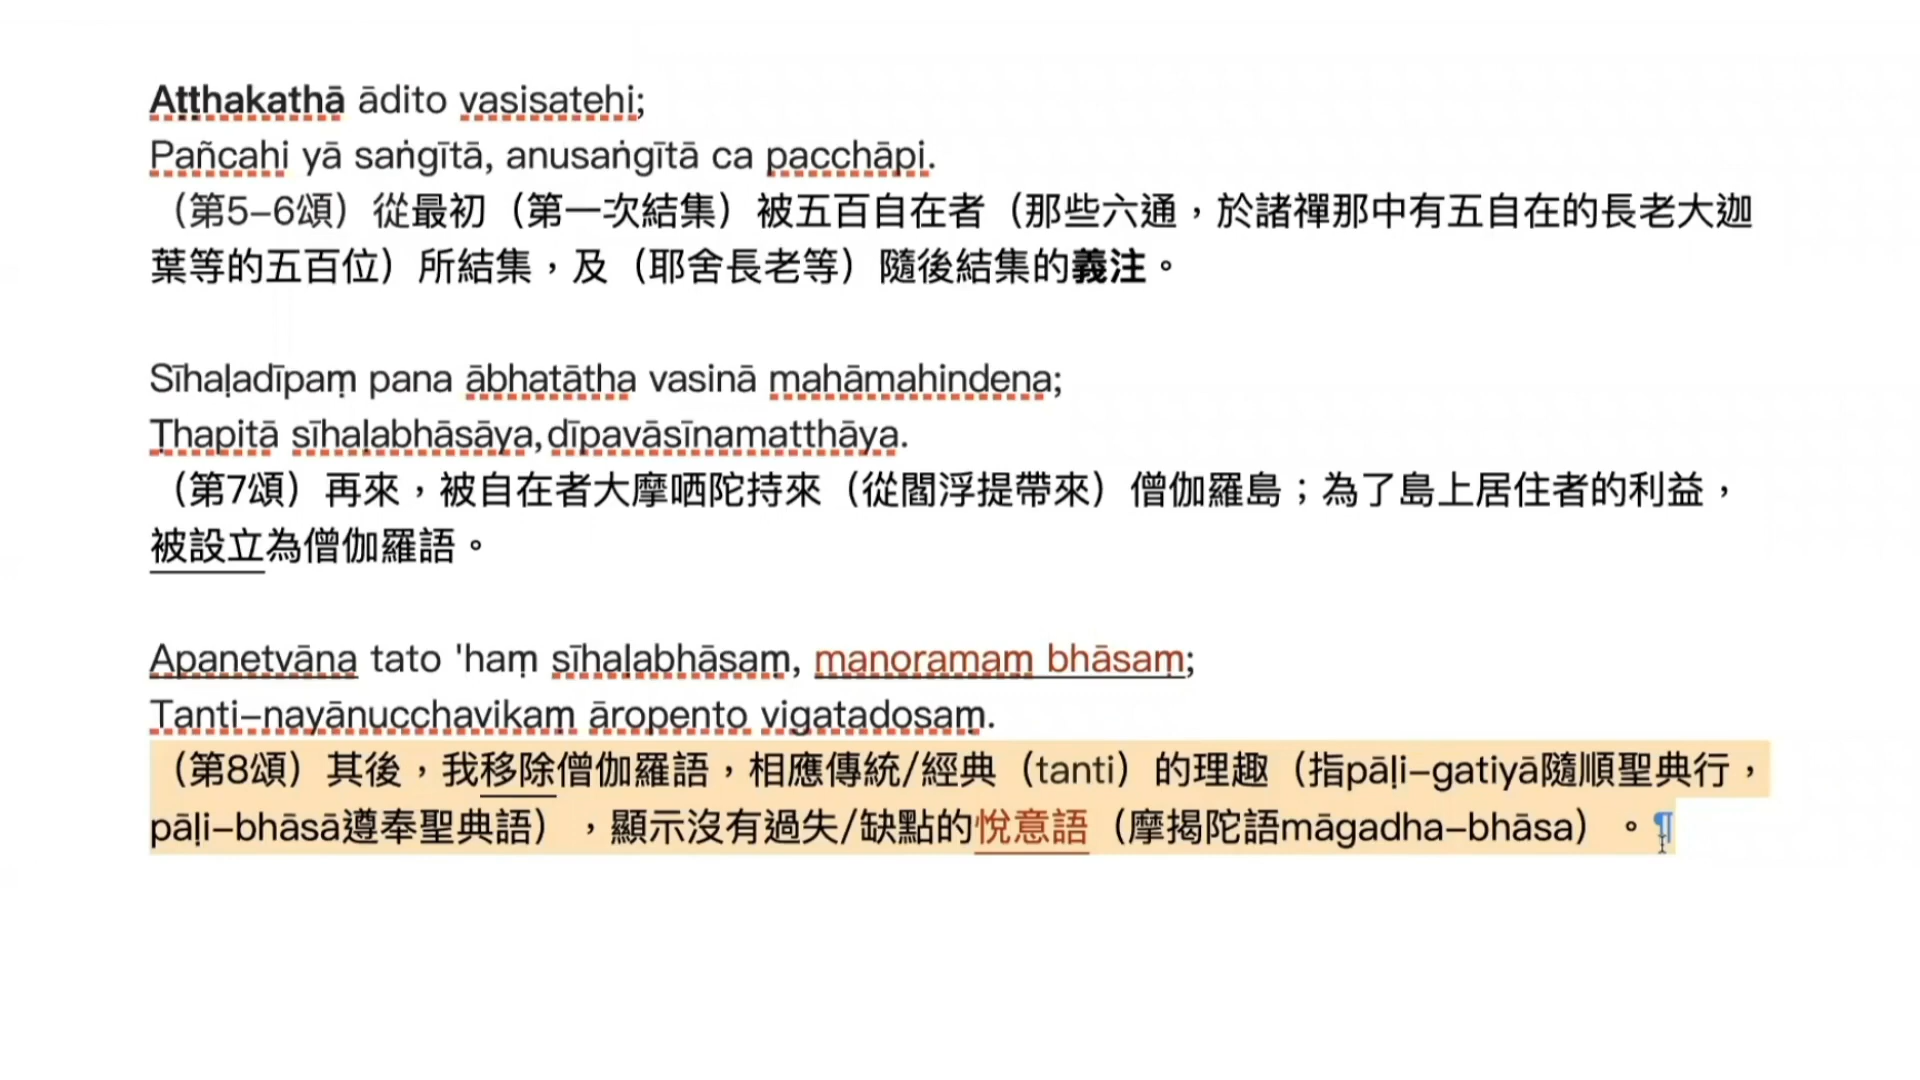 Aṭṭhakathā ādito vasisatehi;
Pañcahi yā saṅgītā, anusaṅgītā ca pacchāpi.
（第5–6頌）從最初（第一次結集）被五百自在者（那些六通，於諸禪那中有五自在的長老大迦
葉等的五百位）所結集，及（耶舍長老等）隨後結集的義注。
Sīhaḷadīpaṃ pana ābhatātha vasinā mahāmahindena;
Ṭhapitā sīhaḷabhāsāya, dīpavāsīnamatthāya.
（第7頌）再來，被自在者大摩哂陀持來（從閻浮提帶來）僧伽羅島；為了島上居住者的利益，
被設立為僧伽羅語。
Apanetvāna tato 'haṃ sīhaḷabhāsaṃ, manoramaṃ bhāsaṃ;
Tanti–nayānucchavikaṃ āropento vigatadosaṃ.
（第8頌）其後，我移除僧伽羅語，相應傳統/經典（tanti）的理趣（指pāḷi–gatiyā隨順聖典行，
pāḷi–bhāsā遵奉聖典語），顯示沒有過失/缺點的悅意語（摩揭陀語māgadha–bhāsa）。¶